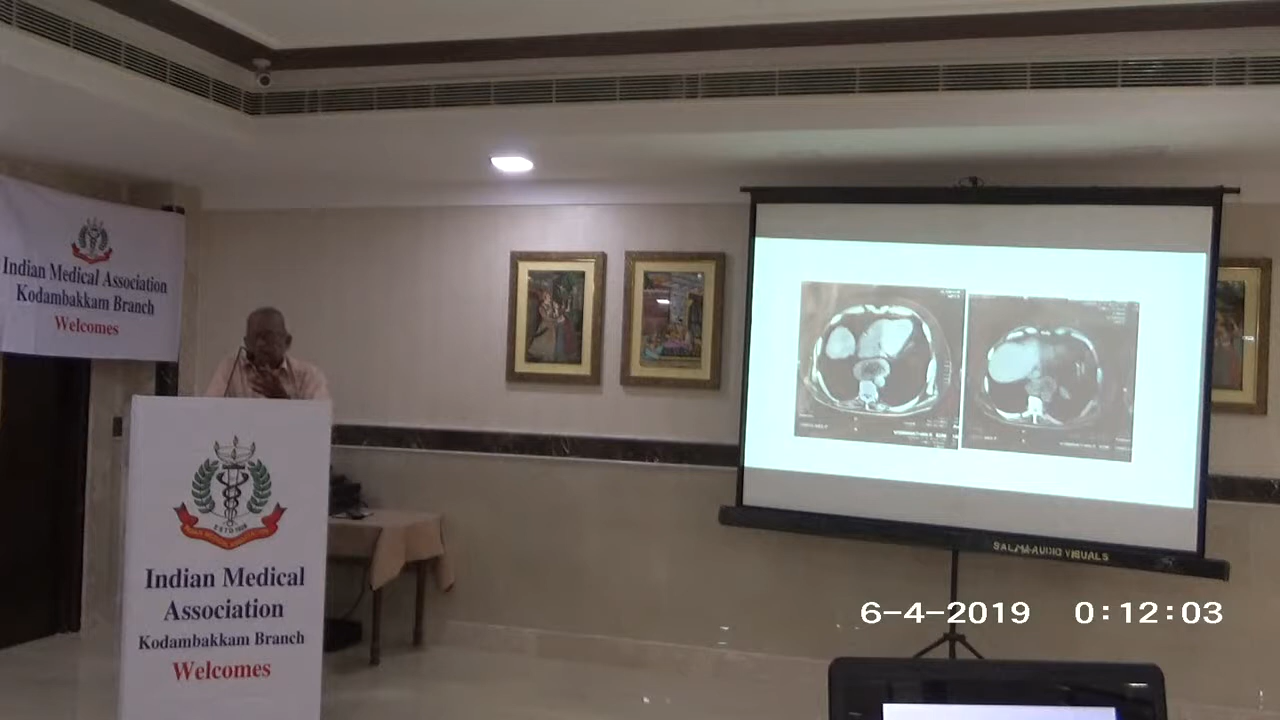 Indian Medical Association
Kodambakkam Branch
Welcomes
Indian Medical
Association
Kodambakkam Branch
Welcomes
SALMA AUDIO VISUALS
6-4-2019 0:12:03